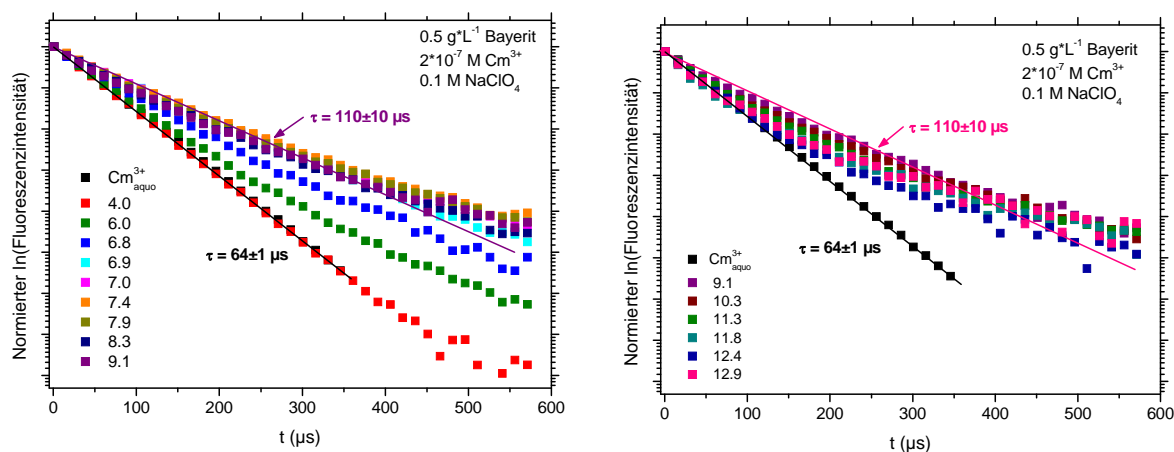 Normierter ln(Fluoreszenzintensität)
0.5 g*L⁻¹ Bayerit
2*10⁻⁷ M Cm³⁺
0.1 M NaClO₄
τ = 110±10 µs
τ = 64±1 µs
Cm³⁺aquo
4.0
6.0
6.8
6.9
7.0
7.4
7.9
8.3
9.1
0 100 200 300 400 500 600
t (µs)
Normierter ln(Fluoreszenzintensität)
0.5 g*L⁻¹ Bayerit
2*10⁻⁷ M Cm³⁺
0.1 M NaClO₄
τ = 110±10 µs
τ = 64±1 µs
Cm³⁺aquo
9.1
10.3
11.3
11.8
12.4
12.9
0 100 200 300 400 500 600
t (µs)